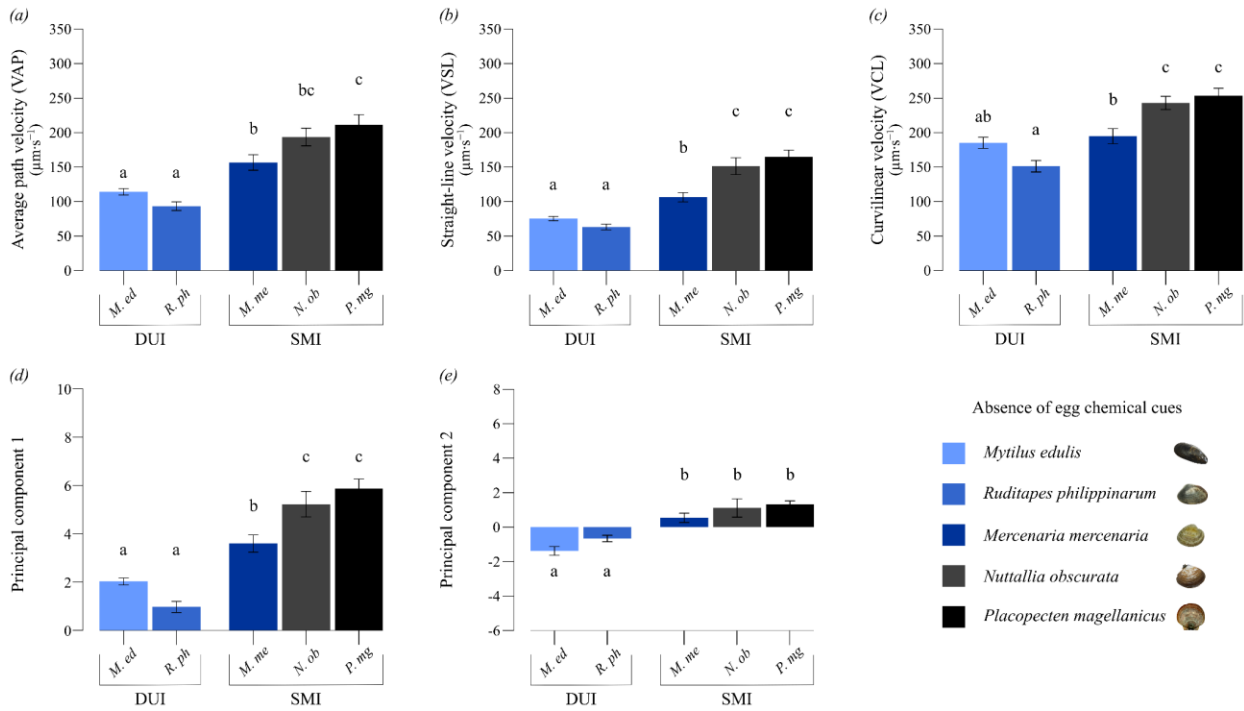 (a)
Average path velocity (VAP)
(µm·s⁻¹)
350
300
250
200
150
100
50
0
a
a
b
bc
c
M. ed
R. ph
M. me
N. ob
P. mg
DUI
SMI
(b)
Straight-line velocity (VSL)
(µm·s⁻¹)
350
300
250
200
150
100
50
0
a
a
b
c
c
M. ed
R. ph
M. me
N. ob
P. mg
DUI
SMI
(c)
Curvilinear velocity (VCL)
(µm·s⁻¹)
350
300
250
200
150
100
50
0
ab
a
b
c
c
M. ed
R. ph
M. me
N. ob
P. mg
DUI
SMI
(d)
Principal component 1
10
8
6
4
2
0
a
a
b
c
c
M. ed
R. ph
M. me
N. ob
P. mg
DUI
SMI
(e)
Principal component 2
8
6
4
2
0
-2
-4
-6
a
a
b
b
b
M. ed
R. ph
M. me
N. ob
P. mg
DUI
SMI
Absence of egg chemical cues
Mytilus edulis
Ruditapes philippinarum
Mercenaria mercenaria
Nuttallia obscurata
Placopecten magellanicus